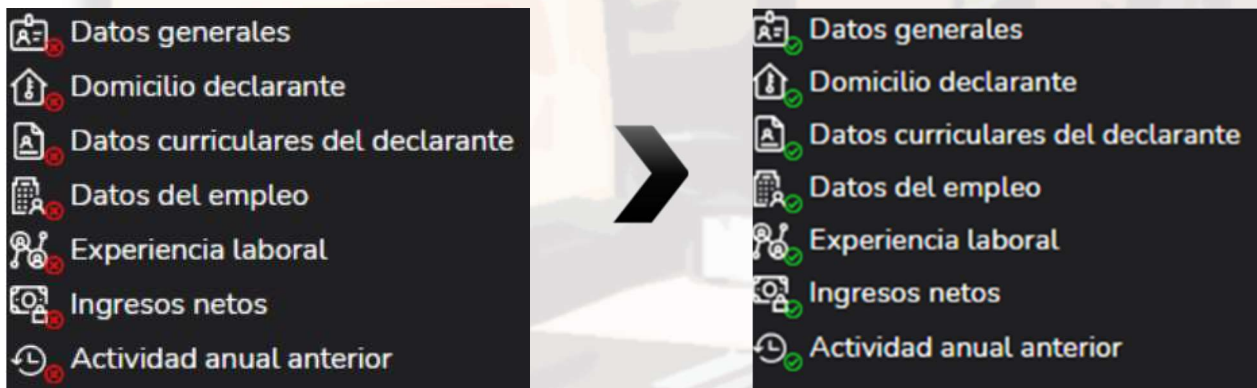 Datos generales
Domicilio declarante
Datos curriculares del declarante
Datos del empleo
Experiencia laboral
Ingresos netos
Actividad anual anterior
Datos generales
Domicilio declarante
Datos curriculares del declarante
Datos del empleo
Experiencia laboral
Ingresos netos
Actividad anual anterior